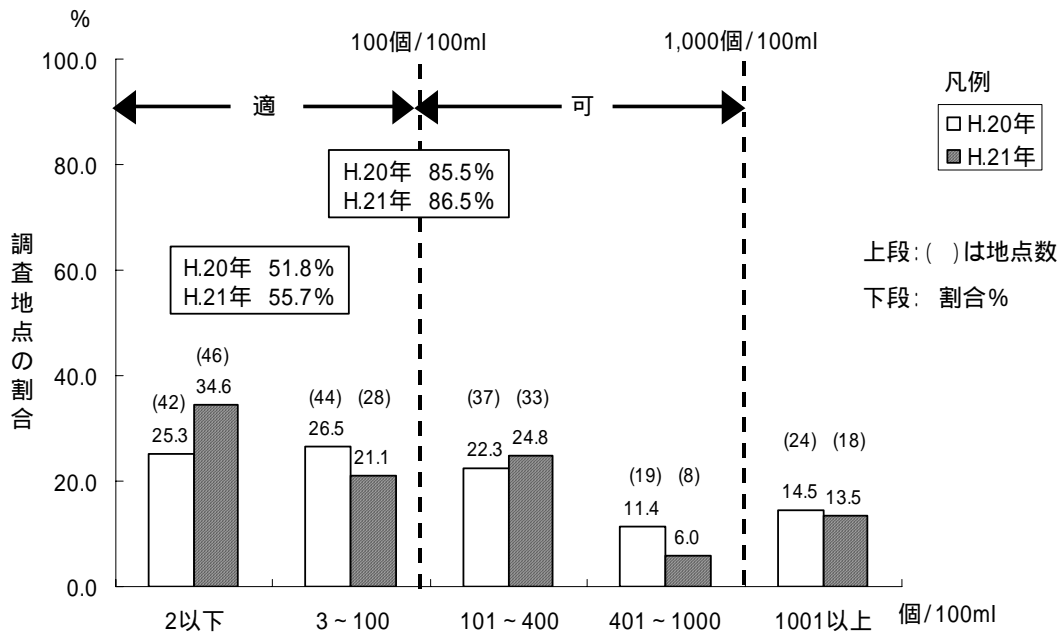 %
100個/100ml
1,000個/100ml
100.0
80.0
60.0
40.0
20.0
0.0
調査地点の割合
適
可
凡例
H.20年
H.21年
H.20年 85.5%
H.21年 86.5%
H.20年 51.8%
H.21年 55.7%
上段:( )は地点数
下段: 割合%
(42) (46)
25.3 34.6
(44) (28)
26.5 21.1
(37) (33)
22.3 24.8
(19) (8)
11.4 6.0
(24) (18)
14.5 13.5
2以下 3~100 101~400 401~1000 1001以上 個/100ml